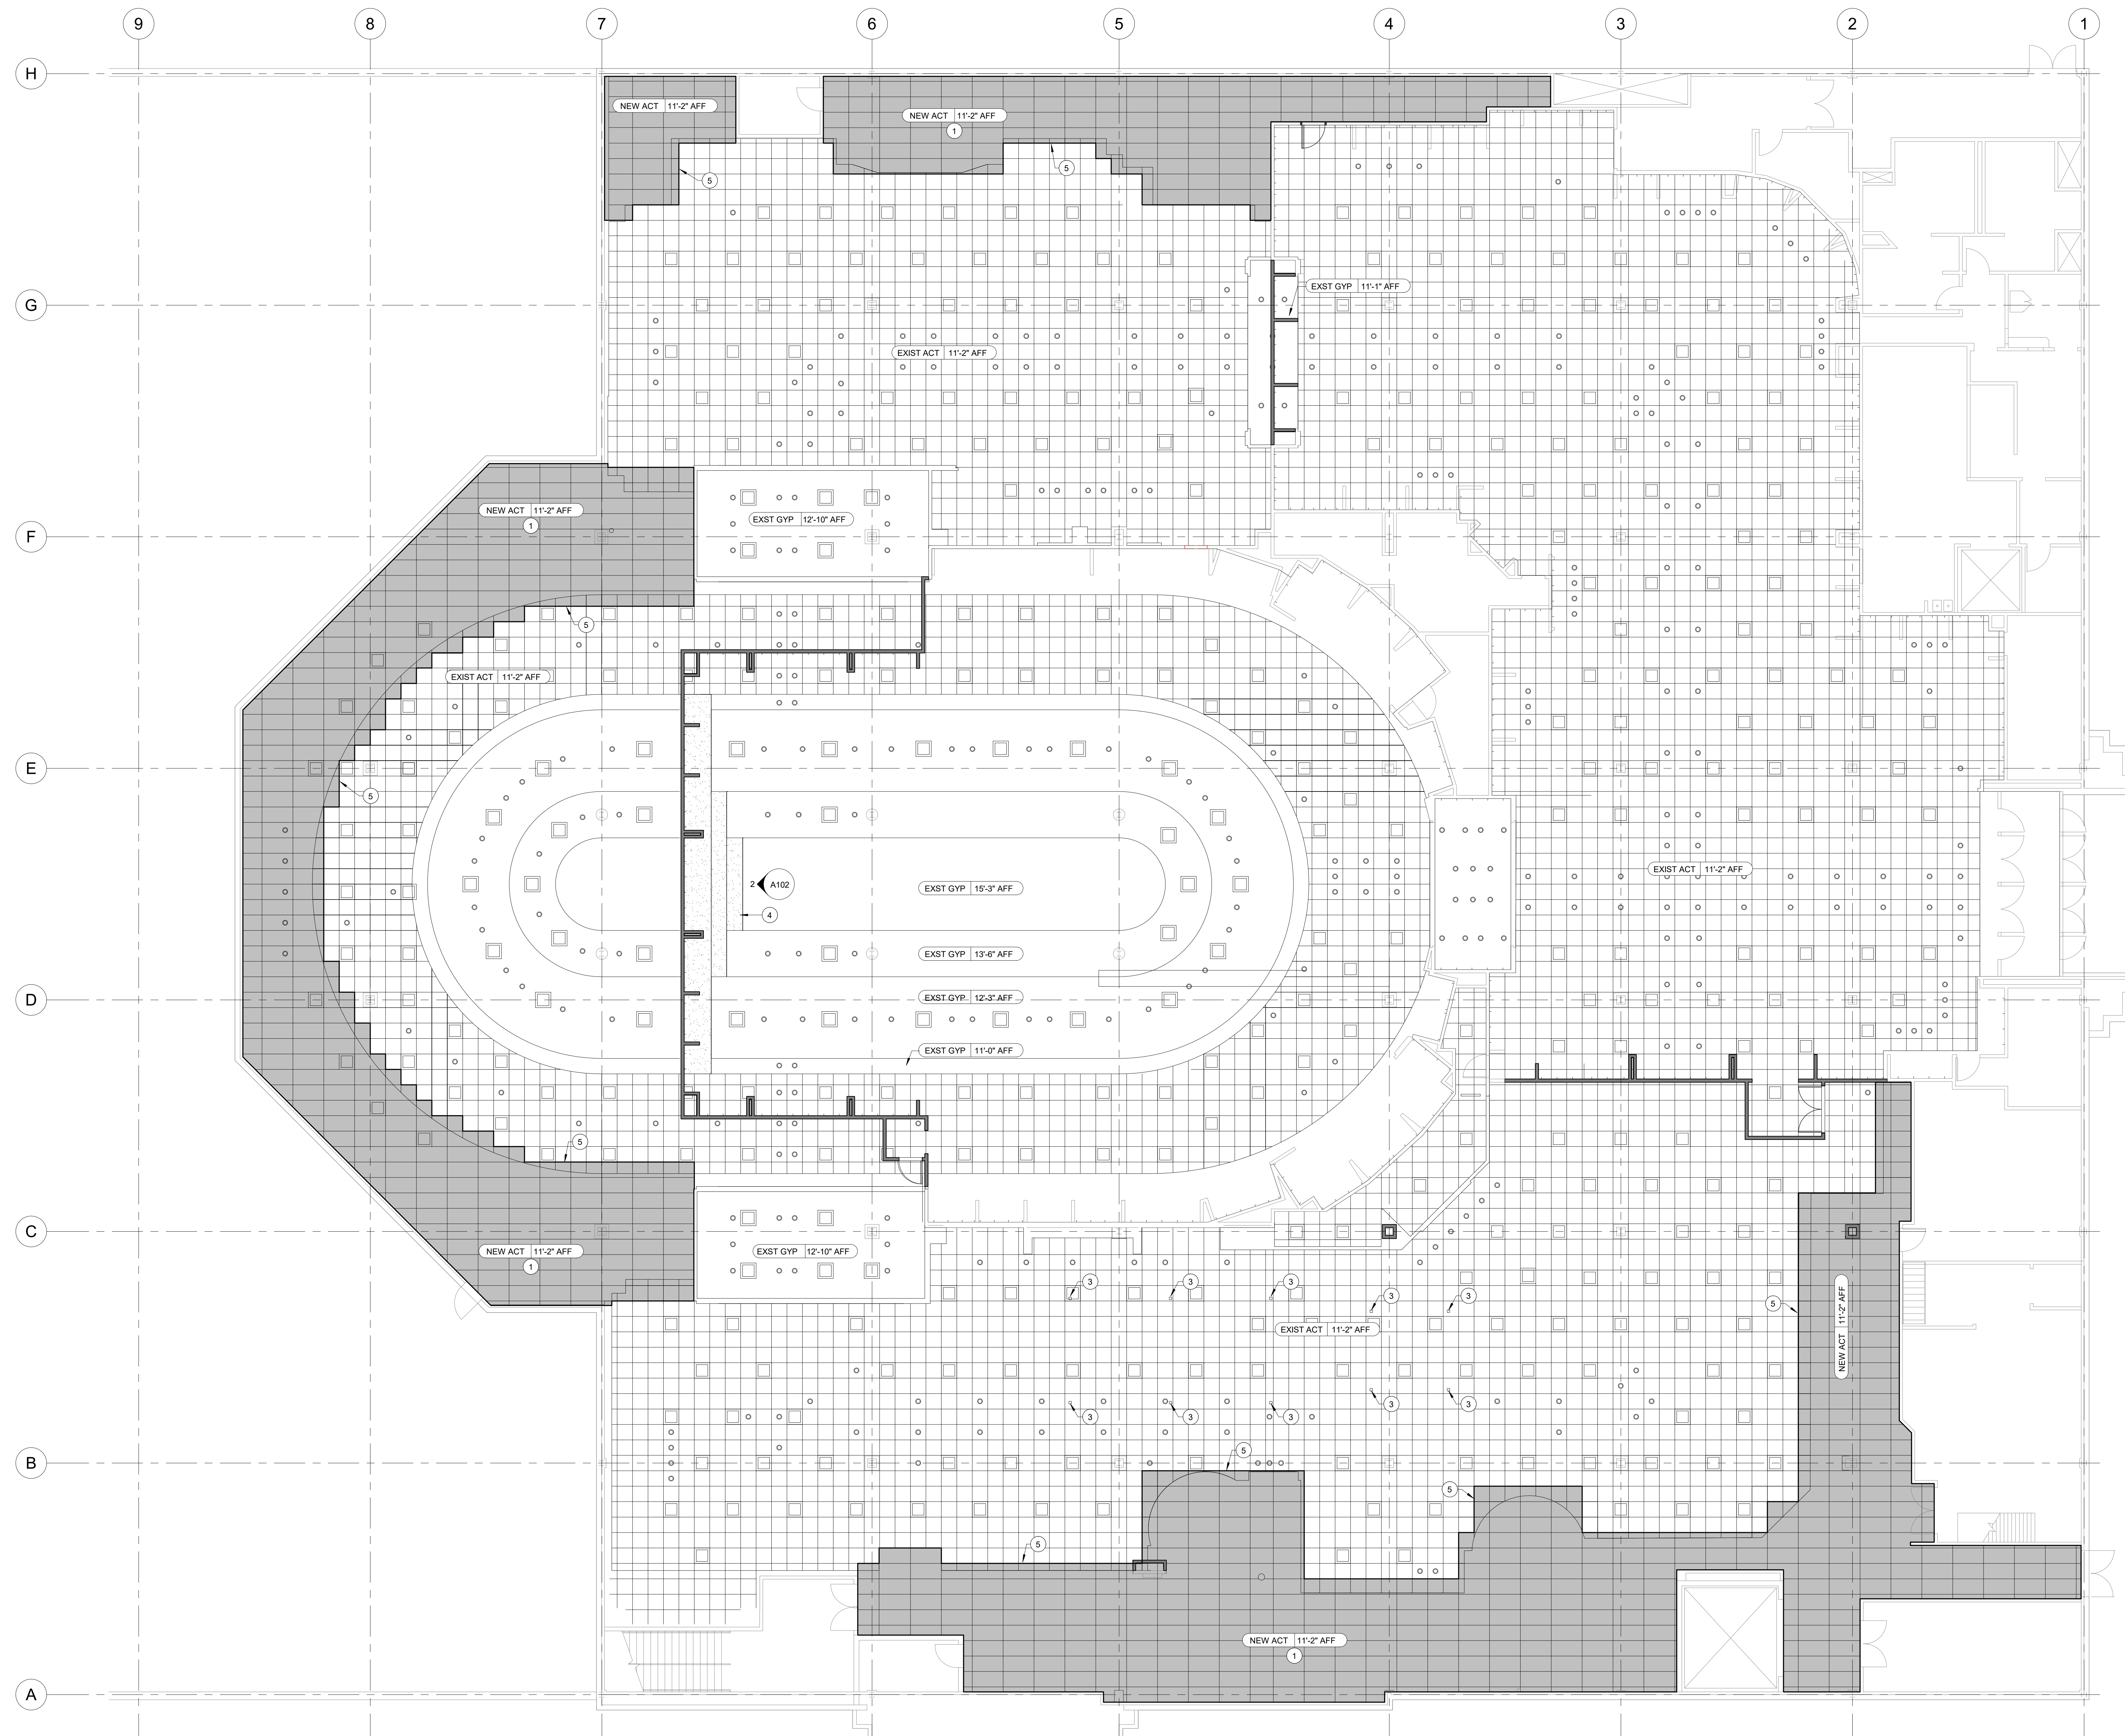 9 8 7 6 5 4 3 2 1
H
NEW ACT 11'-2" AFF
NEW ACT 11'-2" AFF
1
5
5
EXST GYP 11'-1" AFF
G
EXIST ACT 11'-2" AFF
NEW ACT 11'-2" AFF
1
EXST GYP 12'-10" AFF
F
5
EXIST ACT 11'-2" AFF
E
5
EXIST ACT 11'-2" AFF
2 A102
EXST GYP 15'-3" AFF
4
EXST GYP 13'-6" AFF
EXST GYP 12'-3" AFF
D
EXST GYP 11'-0" AFF
5
C
NEW ACT 11'-2" AFF
1
EXST GYP 12'-10" AFF
3 3 3
3 3
5
NEW ACT 11'-2" AFF
EXIST ACT 11'-2" AFF
3 3
3 3 3
5
B
5
5
NEW ACT 11'-2" AFF
1
A